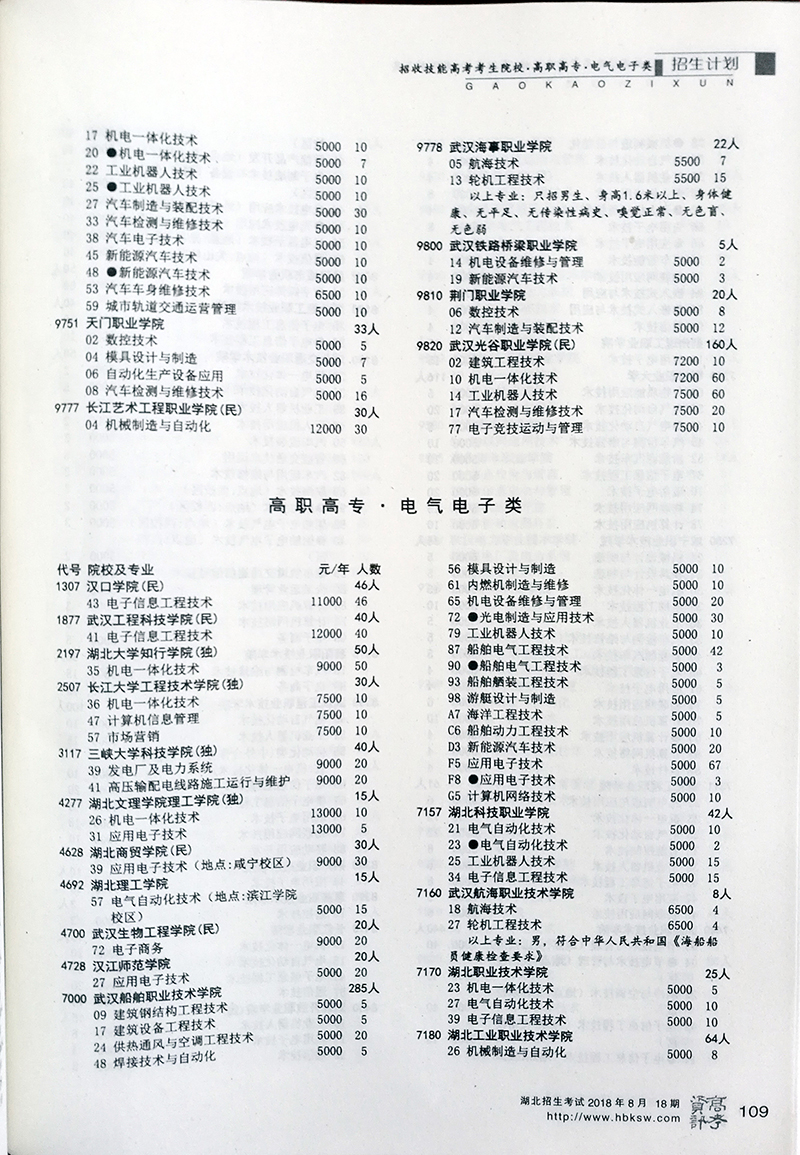 招收技能高考考生院校·高职高专·电气电子类 招生计划
GAOKAOZIXUN
17 机电一体化技术 5000 10
20 ●机电一体化技术 5000 7
22 工业机器人技术 5000 10
25 ●工业机器人技术 5000 10
27 汽车制造与装配技术 5000 30
33 汽车检测与维修技术 5000 10
38 汽车电子技术 5000 10
45 新能源汽车技术 5000 10
48 ●新能源汽车技术 5000 10
53 汽车车身维修技术 6500 10
59 城市轨道交通运营管理 5000 10
9751 天门职业学院 33人
02 数控技术 5000 5
04 模具设计与制造 5000 7
06 自动化生产设备应用 5000 5
08 汽车检测与维修技术 5000 16
9777 长江艺术工程职业学院(民) 30人
04 机械制造与自动化 12000 30
9778 武汉海事职业学院 22人
05 航海技术 5500 7
13 轮机工程技术 5500 15
以上专业：只招男生、身高1.6米以上、身体健
康、无平足、无传染性病史、嗅觉正常、无色盲、
无色弱
9800 武汉铁路桥梁职业学院 5人
14 机电设备维修与管理 5000 2
19 新能源汽车技术 5000 3
9810 荆门职业学院 20人
06 数控技术 5000 8
12 汽车制造与装配技术 5000 12
9820 武汉光谷职业学院(民) 160人
02 建筑工程技术 7200 10
10 机电一体化技术 7200 60
14 工业机器人技术 7500 60
17 汽车检测与维修技术 7500 20
77 电子竞技运动与管理 7500 10
高职高专·电气电子类
代号 院校及专业 元/年 人数
1307 汉口学院(民) 46人
43 电子信息工程技术 11000 46
1877 武汉工程科技学院(民) 40人
41 电子信息工程技术 12000 40
2197 湖北大学知行学院(独) 50人
35 机电一体化技术 9000 50
2507 长江大学工程技术学院(独) 30人
36 机电一体化技术 7500 10
47 计算机信息管理 7500 10
57 市场营销 7500 10
3117 三峡大学科技学院(独) 40人
39 发电厂及电力系统 9000 20
41 高压输配电线路施工运行与维护 9000 20
4277 湖北文理学院理工学院(独) 15人
26 机电一体化技术 13000 10
31 应用电子技术 13000 5
4628 湖北商贸学院(民) 30人
39 应用电子技术(地点:咸宁校区) 9000 30
4692 湖北理工学院 15人
57 电气自动化技术(地点:滨江学院
校区) 5000 15
4700 武汉生物工程学院(民) 20人
72 电子商务 9000 20
4728 汉江师范学院 20人
27 应用电子技术 5000 20
7000 武汉船舶职业技术学院 285人
09 建筑钢结构工程技术 5000 5
17 建筑设备工程技术 5000 5
24 供热通风与空调工程技术 5000 20
48 焊接技术与自动化 5000 5
56 模具设计与制造 5000 10
61 内燃机制造与维修 5000 10
65 机电设备维修与管理 5000 20
72 ●光电制造与应用技术 5000 30
79 工业机器人技术 5000 10
87 船舶电气工程技术 5000 42
90 ●船舶电气工程技术 5000 3
93 船舶舾装工程技术 5000 5
98 游艇设计与制造 5000 5
A7 海洋工程技术 5000 5
C6 船舶动力工程技术 5000 10
D3 新能源汽车技术 5000 20
F5 应用电子技术 5000 67
F8 ●应用电子技术 5000 3
G5 计算机网络技术 5000 10
7157 湖北科技职业学院 42人
21 电气自动化技术 5000 10
23 ●电气自动化技术 5000 2
25 工业机器人技术 5000 15
34 电子信息工程技术 5000 15
7160 武汉航海职业技术学院 8人
18 航海技术 6500 4
27 轮机工程技术 6500 4
以上专业：男，符合中华人民共和国《海船船
员健康检查要求》
7170 湖北职业技术学院 25人
23 机电一体化技术 5000 5
27 电气自动化技术 5000 10
39 电子信息工程技术 5000 10
7180 湖北工业职业技术学院 64人
26 机械制造与自动化 5000 8
湖北招生考试2018年8月 18期
http://www.hbksw.com
高考資訊
109